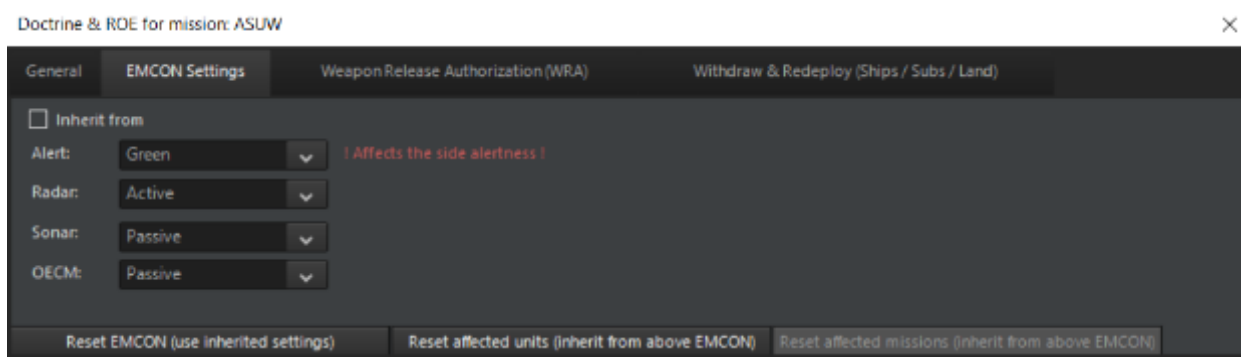 Doctrine & ROE for mission: ASUW
General EMCON Settings Weapon Release Authorization (WRA) Withdraw & Redeploy (Ships / Subs / Land)
Inherit from
Alert: Green ! Affects the side alertness !
Radar: Active
Sonar: Passive
OECM: Passive
Reset EMCON (use inherited settings) Reset affected units (inherit from above EMCON) Reset affected missions (inherit from above EMCON)